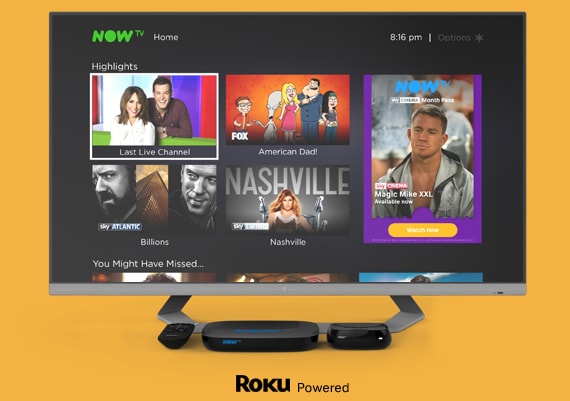 NOW TV Home 8:16 pm | Options
Highlights
Last Live Channel
FOX
American Dad!
sky ATLANTIC
Billions
NASHVILLE
Nashville
NOW TV
sky CINEMA Month Pass
sky CINEMA
Magic Mike XXL
Available now
Watch now
You Might Have Missed...
LG
NOW TV
Roku Powered